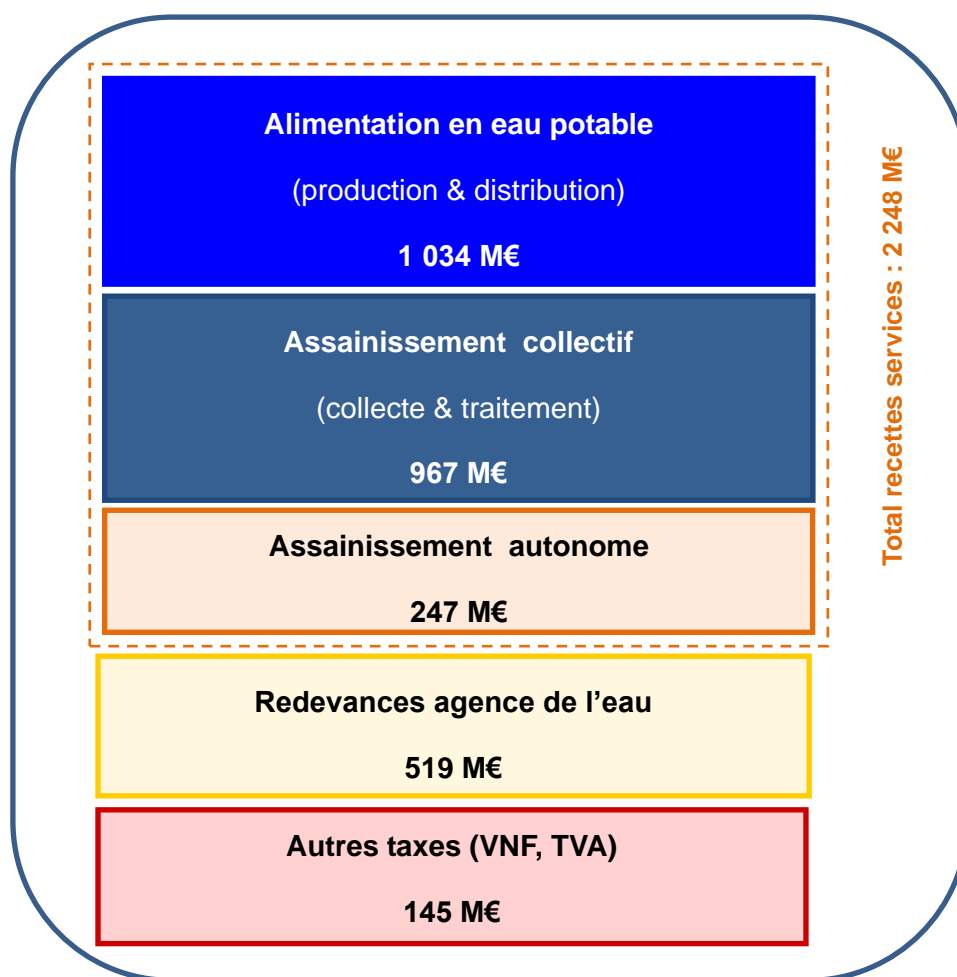 Alimentation en eau potable
(production & distribution)
1 034 M€
Assainissement collectif
(collecte & traitement)
967 M€
Assainissement autonome
247 M€
Redevances agence de l’eau
519 M€
Autres taxes (VNF, TVA)
145 M€
Total recettes services : 2 248 M€